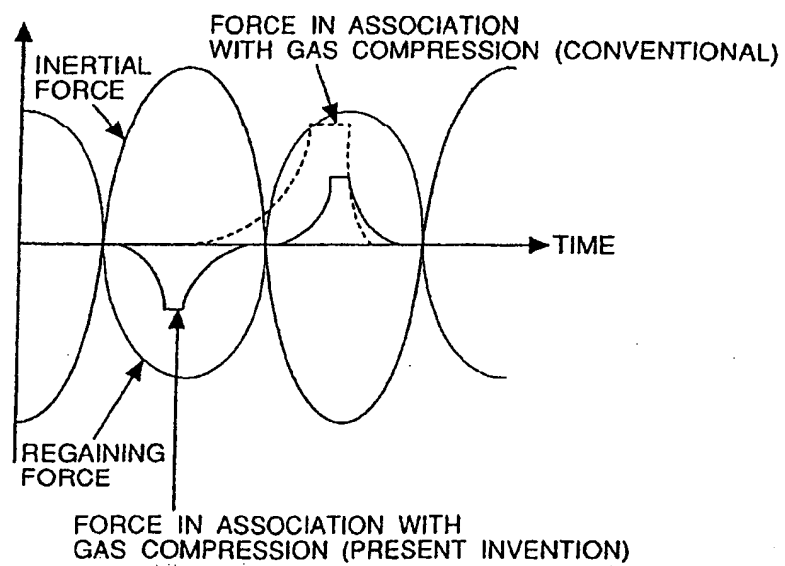 FORCE IN ASSOCIATION
WITH GAS COMPRESSION (CONVENTIONAL)
INERTIAL
FORCE
TIME
REGAINING
FORCE
FORCE IN ASSOCIATION WITH
GAS COMPRESSION (PRESENT INVENTION)